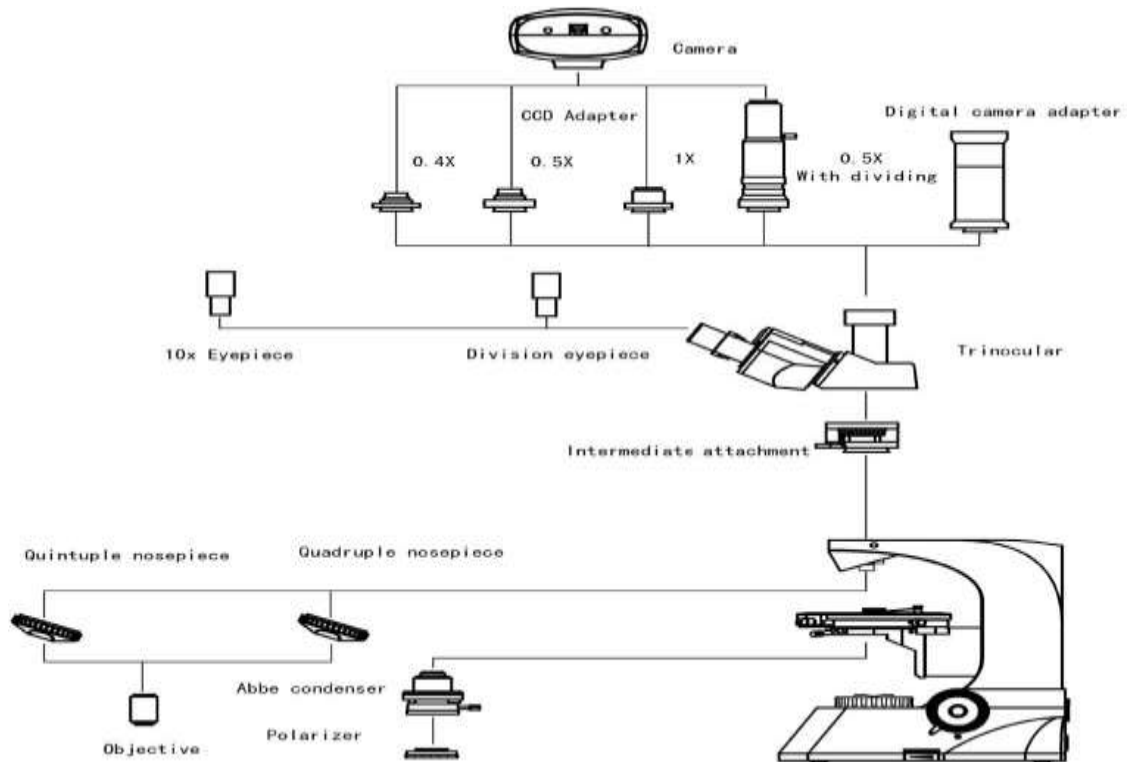 Camera
CCD Adapter
Digital camera adapter
0.4X
0.5X
1X
0.5X
With dividing
10x Eyepiece
Division eyepiece
Trinocular
Intermediate attachment
Quintuple nosepiece
Quadruple nosepiece
Abbe condenser
Polarizer
Objective